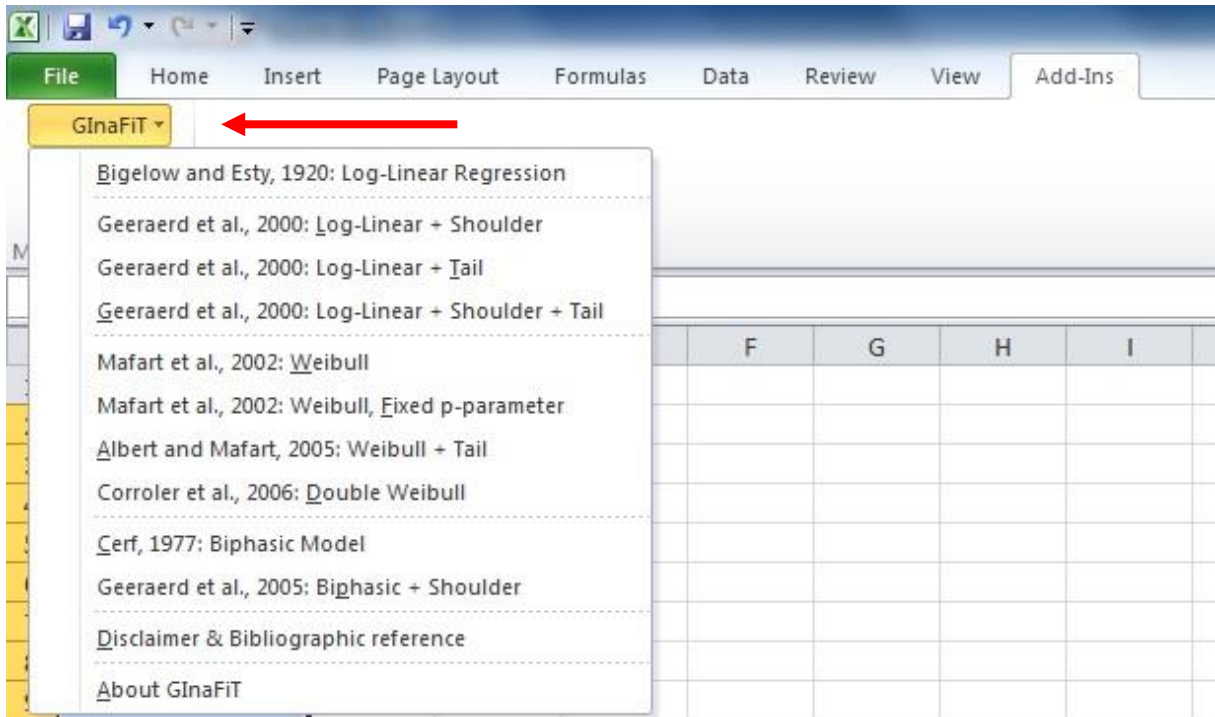 File Home Insert Page Layout Formulas Data Review View Add-Ins
GInaFiT
Bigelow and Esty, 1920: Log-Linear Regression
Geeraerd et al., 2000: Log-Linear + Shoulder
Geeraerd et al., 2000: Log-Linear + Tail
Geeraerd et al., 2000: Log-Linear + Shoulder + Tail
Mafart et al., 2002: Weibull
Mafart et al., 2002: Weibull, Fixed p-parameter
Albert and Mafart, 2005: Weibull + Tail
Corroler et al., 2006: Double Weibull
Cerf, 1977: Biphasic Model
Geeraerd et al., 2005: Biphasic + Shoulder
Disclaimer & Bibliographic reference
About GInaFiT
M
F G H I